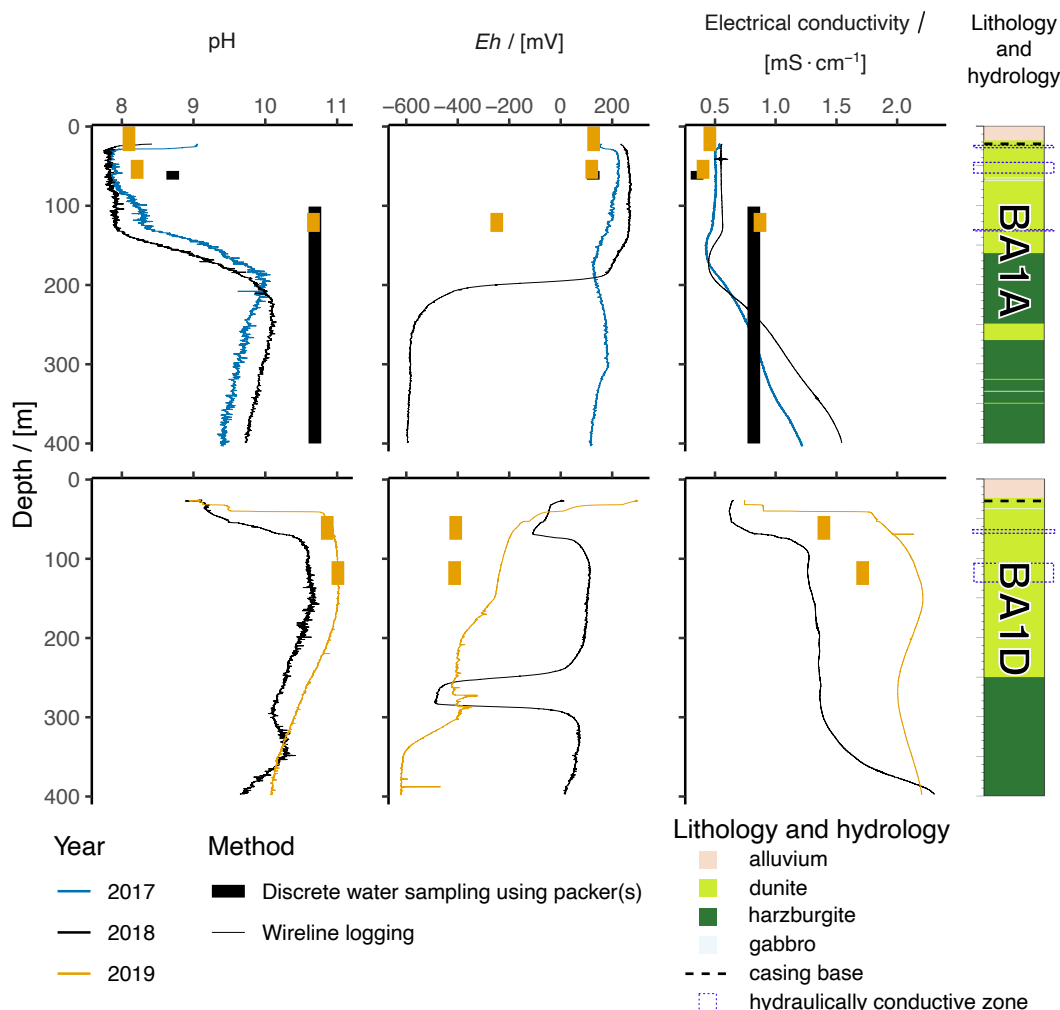 pH
Eh / [mV]
Electrical conductivity /
[mS · cm⁻¹]
Lithology
and
hydrology
8 9 10 11
−600 −400 −200 0 200
0.5 1.0 1.5 2.0
0
100
200
300
400
BA1A
Depth / [m]
0
100
200
300
400
BA1D
Year
2017
2018
2019
Method
Discrete water sampling using packer(s)
Wireline logging
Lithology and hydrology
alluvium
dunite
harzburgite
gabbro
casing base
hydraulically conductive zone